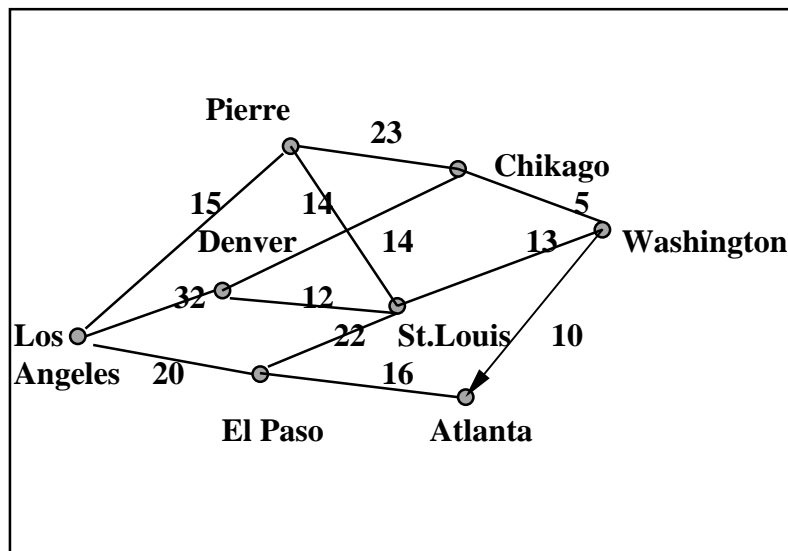 Pierre
23
Chikago
15
14
5
Denver
14
13
Washington
32
12
Los
Angeles
22
St.Louis
10
20
16
El Paso
Atlanta